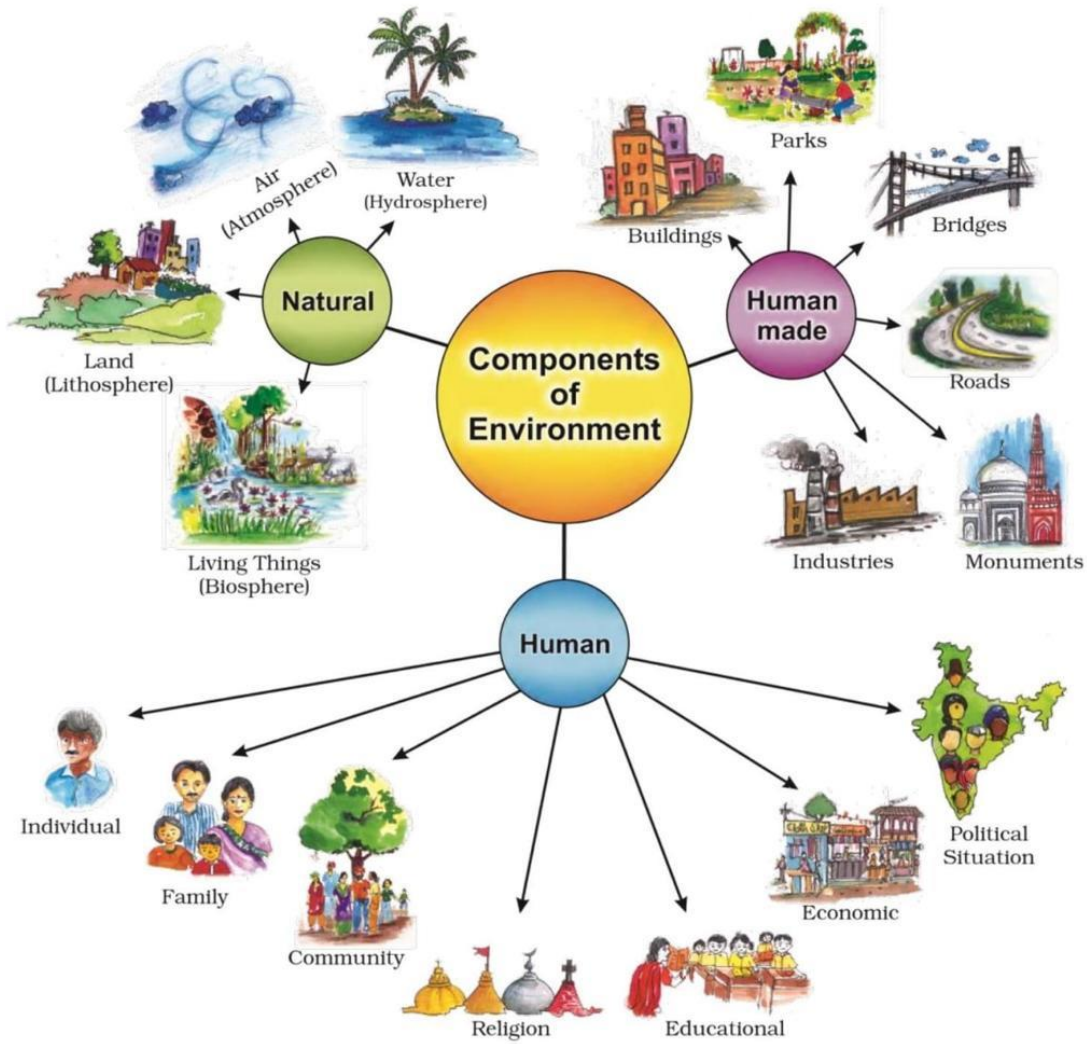 Components
of
Environment
Natural
Air
(Atmosphere)
Water
(Hydrosphere)
Land
(Lithosphere)
Living Things
(Biosphere)
Human
made
Buildings
Parks
Bridges
Roads
Industries
Monuments
Human
Individual
Family
Community
Religion
Educational
Economic
Political
Situation